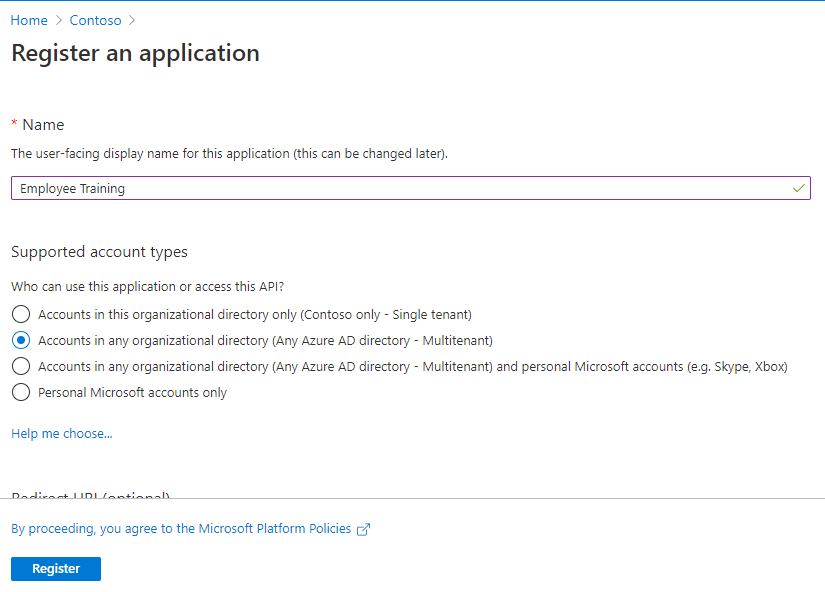 Home > Contoso >
Register an application
* Name
The user-facing display name for this application (this can be changed later).
Employee Training
Supported account types
Who can use this application or access this API?
Accounts in this organizational directory only (Contoso only - Single tenant)
Accounts in any organizational directory (Any Azure AD directory - Multitenant)
Accounts in any organizational directory (Any Azure AD directory - Multitenant) and personal Microsoft accounts (e.g. Skype, Xbox)
Personal Microsoft accounts only
Help me choose...
Redirect URI (optional)
By proceeding, you agree to the Microsoft Platform Policies
Register